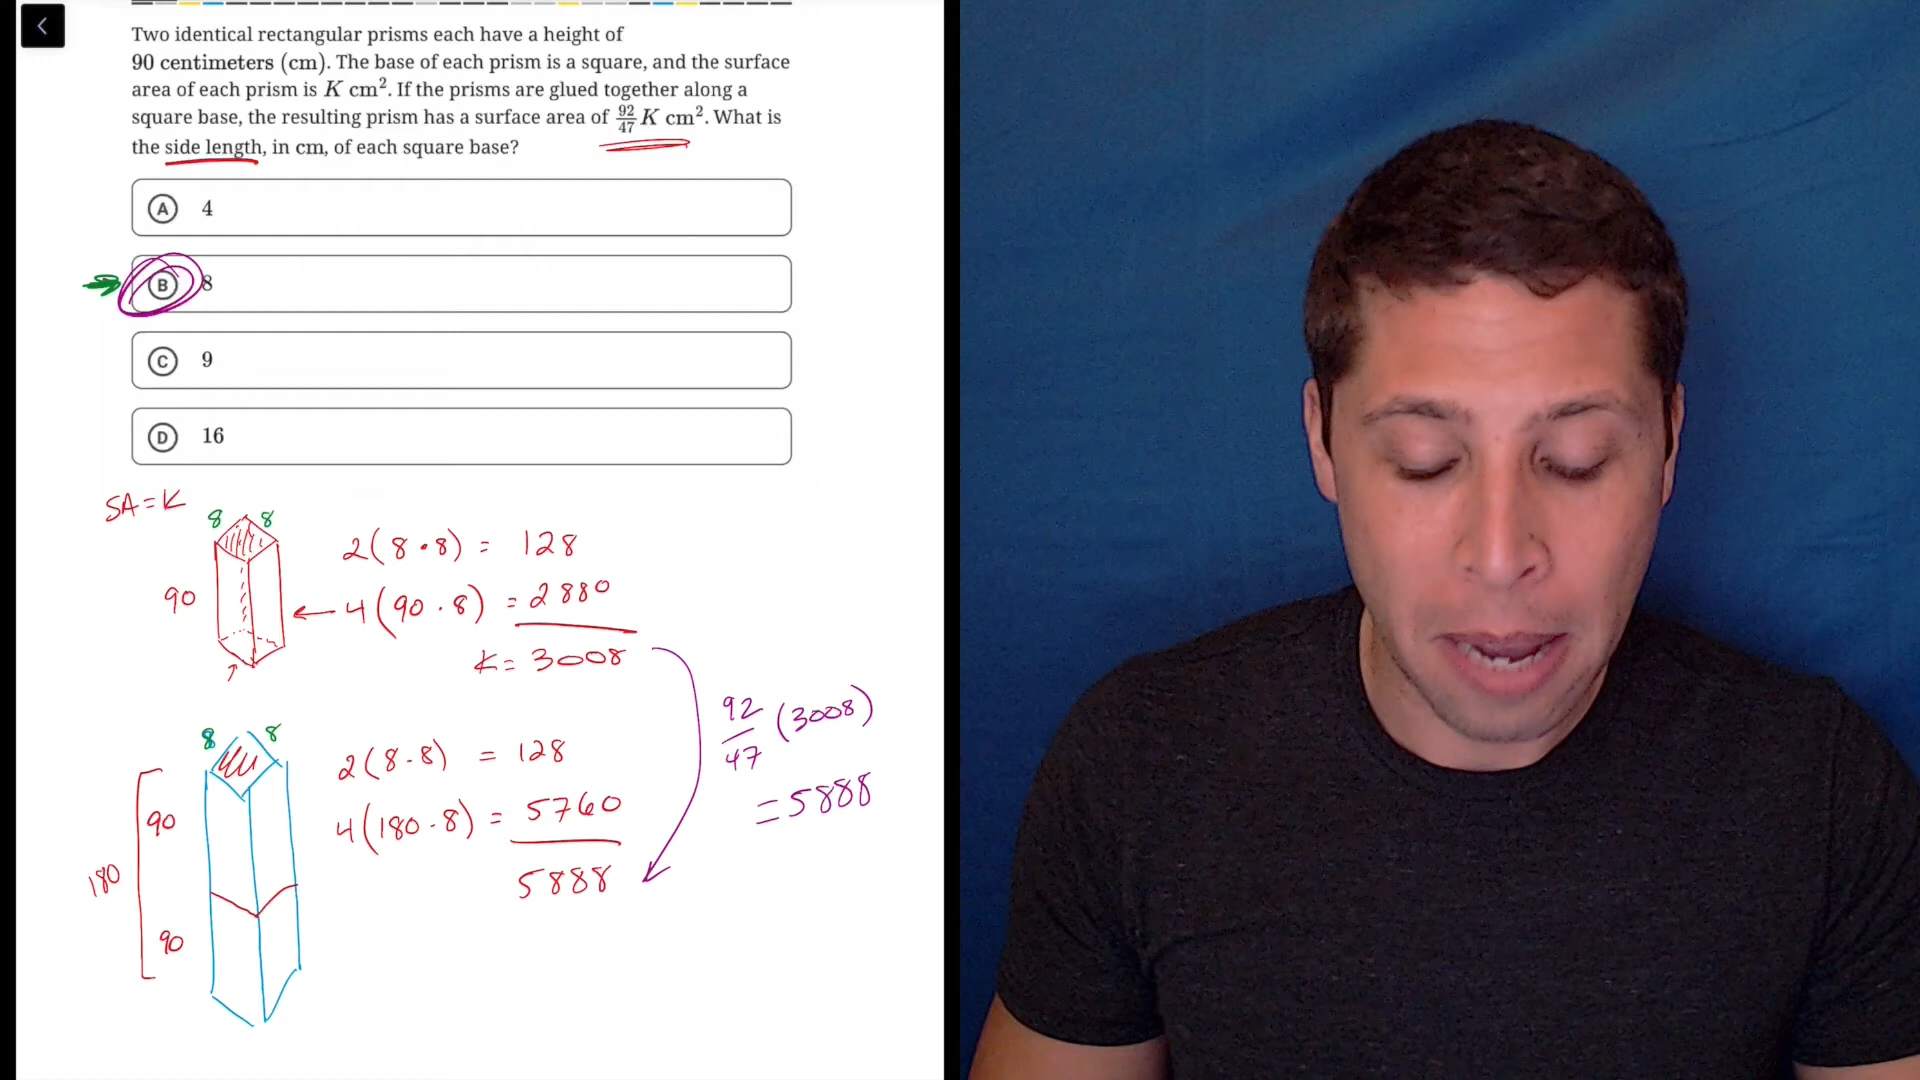 Two identical rectangular prisms each have a height of
90 centimeters (cm). The base of each prism is a square, and the surface
area of each prism is K cm². If the prisms are glued together along a
square base, the resulting prism has a surface area of 92/47 K cm². What is
the side length, in cm, of each square base?
A 4
B 8
C 9
D 16
SA=K
8 8
90
2(8·8) = 128
4(90·8) = 2880
K = 3008
92/47 (3008)
= 5888
8 8
90
180
90
2(8·8) = 128
4(180·8) = 5760
5888